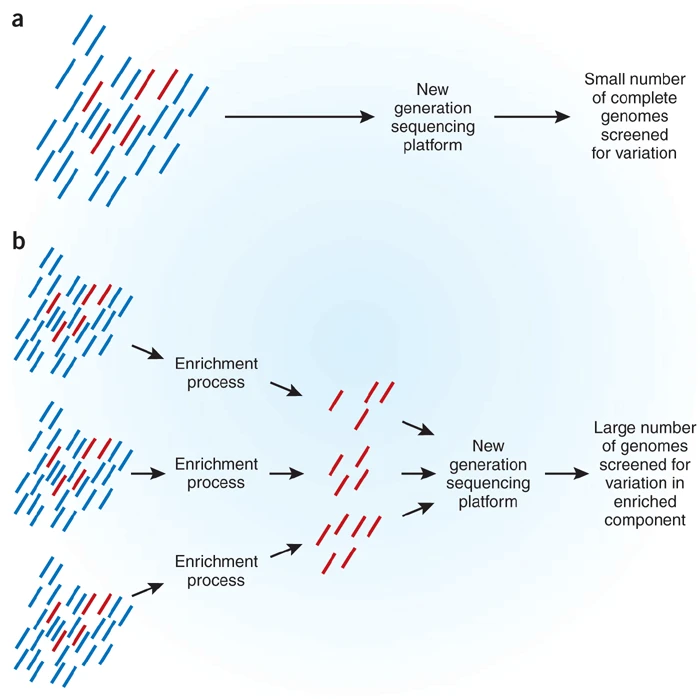 a
New
generation
sequencing
platform
Small number
of complete
genomes
screened
for variation
b
Enrichment
process
Enrichment
process
Enrichment
process
New
generation
sequencing
platform
Large number
of genomes
screened for
variation in
enriched
component